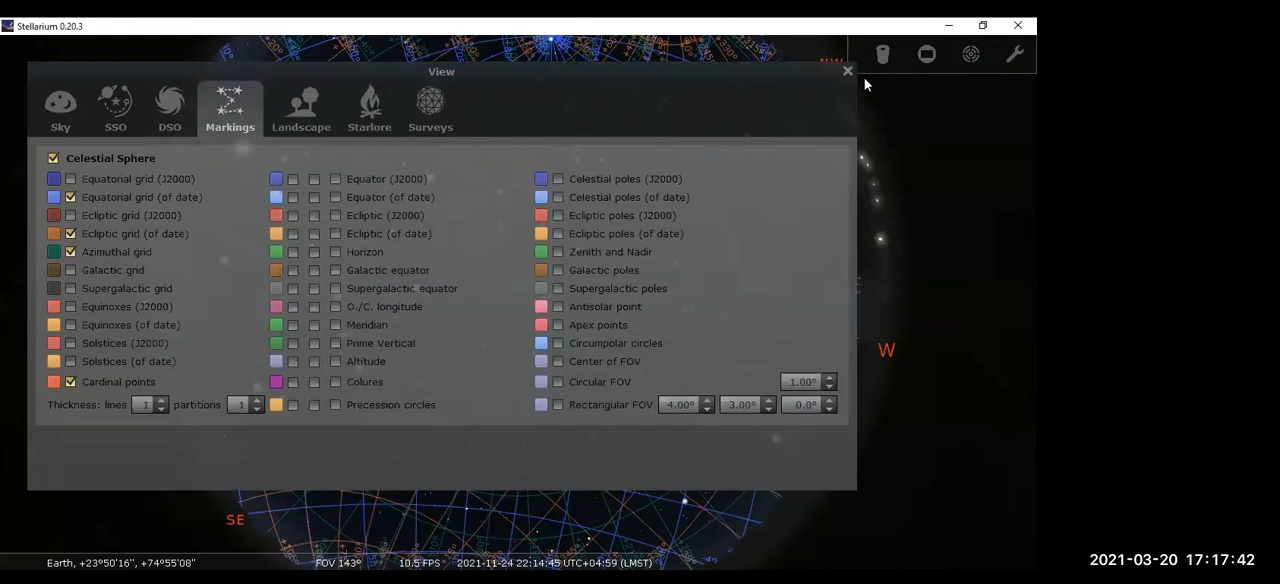 Stellarium 0.20.3
View
Sky SSO DSO Markings Landscape Starlore Surveys
Celestial Sphere
Equatorial grid (J2000) Equator (J2000) Celestial poles (J2000)
Equatorial grid (of date) Equator (of date) Celestial poles (of date)
Ecliptic grid (J2000) Ecliptic (J2000) Ecliptic poles (J2000)
Ecliptic grid (of date) Ecliptic (of date) Ecliptic poles (of date)
Azimuthal grid Horizon Zenith and Nadir
Galactic grid Galactic equator Galactic poles
Supergalactic grid Supergalactic equator Supergalactic poles
Equinoxes (J2000) O./C. longitude Antisolar point
Equinoxes (of date) Meridian Apex points
Solstices (J2000) Prime Vertical Circumpolar circles
Solstices (of date) Altitude Center of FOV
Cardinal points Colures Circular FOV 1.00°
Thickness: lines 1 partitions 1 Precession circles Rectangular FOV 4.00° 3.00° 0.0°
W
SE
Earth, +23°50'16", +74°55'08" FOV 143° 10.5 FPS 2021-11-24 22:14:45 UTC+04:59 (LMST)
2021-03-20 17:17:42